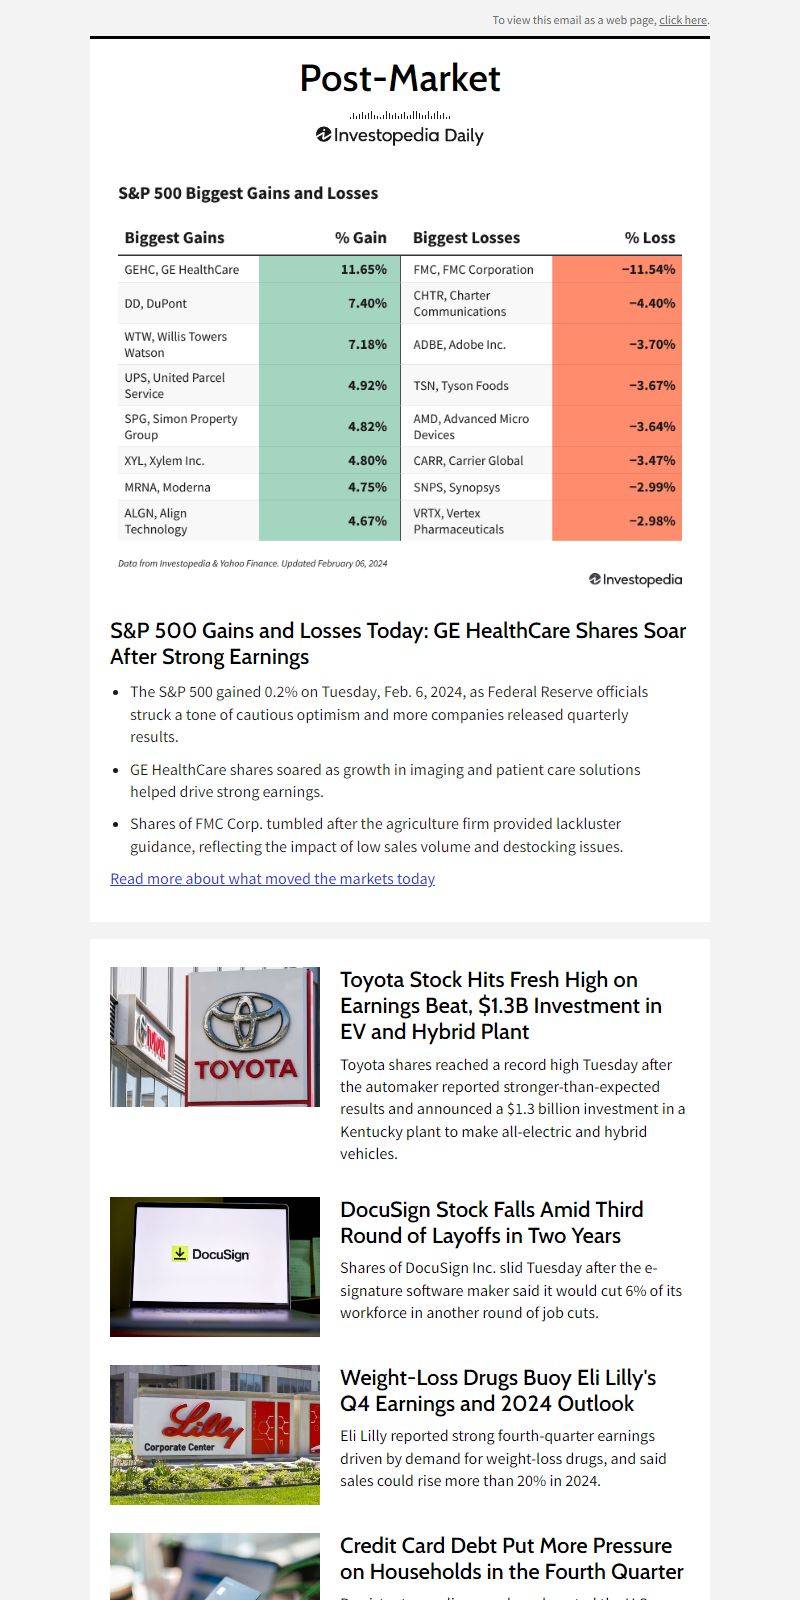 To view this email as a web page, click here.
Post-Market
Investopedia Daily
S&P 500 Biggest Gains and Losses
Biggest Gains % Gain Biggest Losses % Loss
GEHC, GE HealthCare 11.65% FMC, FMC Corporation −11.54%
DD, DuPont 7.40% CHTR, Charter Communications −4.40%
WTW, Willis Towers Watson 7.18% ADBE, Adobe Inc. −3.70%
UPS, United Parcel Service 4.92% TSN, Tyson Foods −3.67%
SPG, Simon Property Group 4.82% AMD, Advanced Micro Devices −3.64%
XYL, Xylem Inc. 4.80% CARR, Carrier Global −3.47%
MRNA, Moderna 4.75% SNPS, Synopsys −2.99%
ALGN, Align Technology 4.67% VRTX, Vertex Pharmaceuticals −2.98%
Data from Investopedia & Yahoo Finance. Updated February 06, 2024
Investopedia
S&P 500 Gains and Losses Today: GE HealthCare Shares Soar
After Strong Earnings
• The S&P 500 gained 0.2% on Tuesday, Feb. 6, 2024, as Federal Reserve officials
struck a tone of cautious optimism and more companies released quarterly
results.
• GE HealthCare shares soared as growth in imaging and patient care solutions
helped drive strong earnings.
• Shares of FMC Corp. tumbled after the agriculture firm provided lackluster
guidance, reflecting the impact of low sales volume and destocking issues.
Read more about what moved the markets today
TOYOTA
Toyota Stock Hits Fresh High on
Earnings Beat, $1.3B Investment in
EV and Hybrid Plant
Toyota shares reached a record high Tuesday after
the automaker reported stronger-than-expected
results and announced a $1.3 billion investment in a
Kentucky plant to make all-electric and hybrid
vehicles.
DocuSign
DocuSign Stock Falls Amid Third
Round of Layoffs in Two Years
Shares of DocuSign Inc. slid Tuesday after the e-
signature software maker said it would cut 6% of its
workforce in another round of job cuts.
Lilly
Corporate Center
Weight-Loss Drugs Buoy Eli Lilly's
Q4 Earnings and 2024 Outlook
Eli Lilly reported strong fourth-quarter earnings
driven by demand for weight-loss drugs, and said
sales could rise more than 20% in 2024.
Credit Card Debt Put More Pressure
on Households in the Fourth Quarter